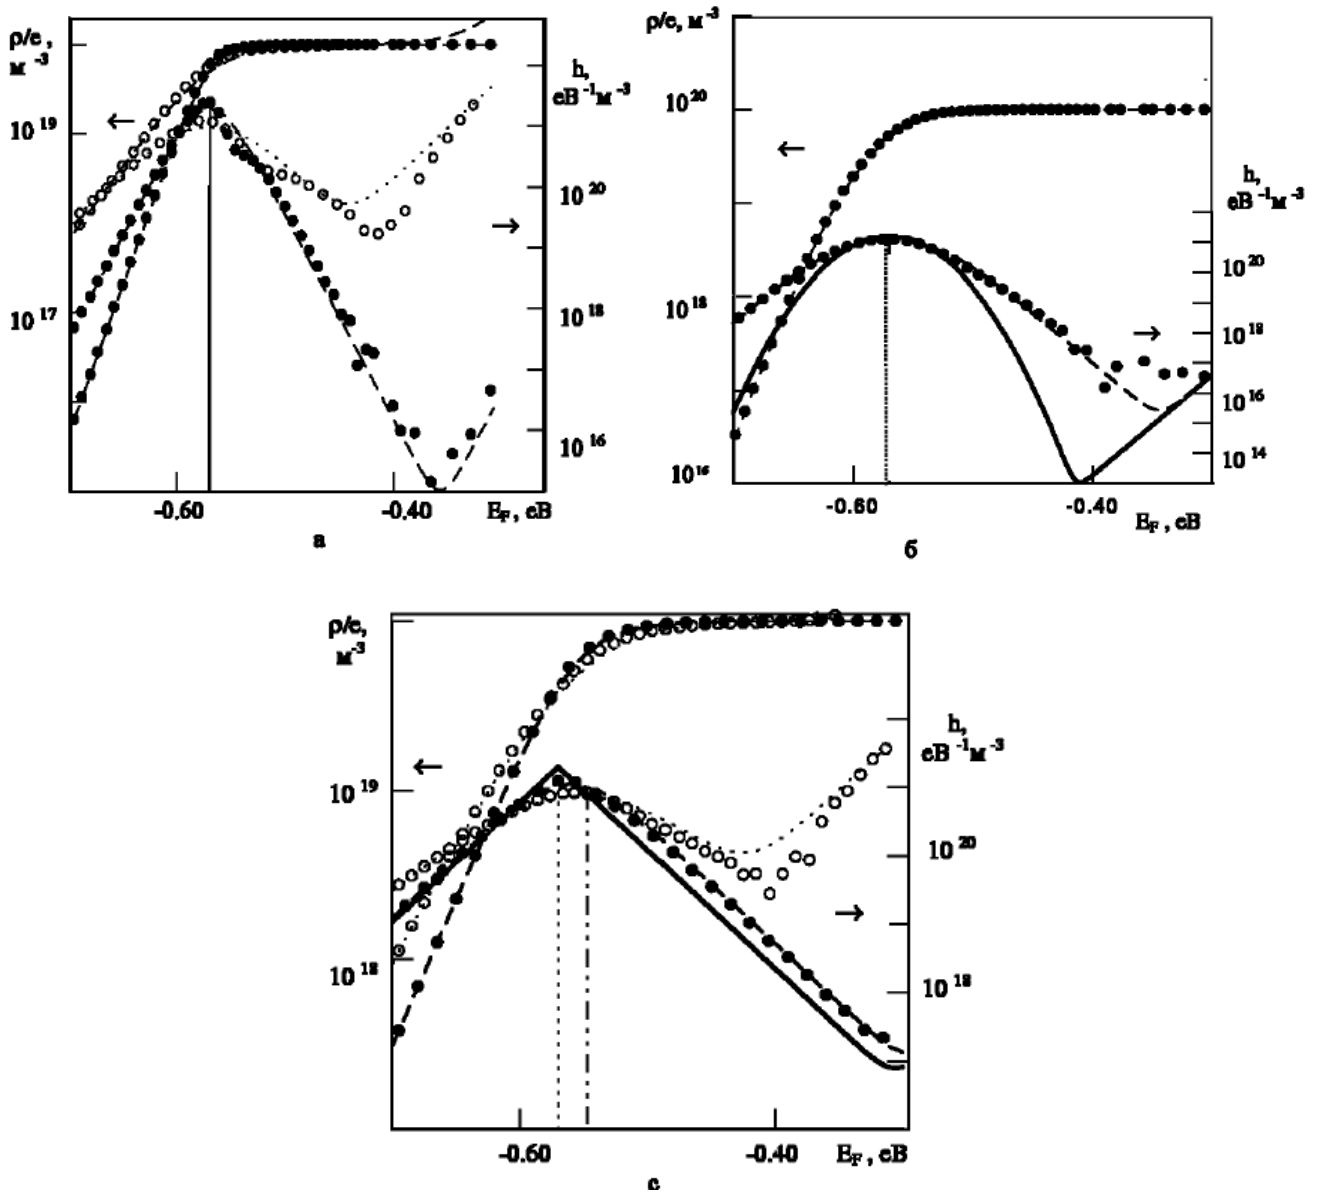 ρ/e,
м⁻³
h,
еВ⁻¹м⁻³
10¹⁹
10²⁰
10¹⁸
10¹⁷
10¹⁶
-0.60
-0.40
E_F , еВ
а
ρ/e, м⁻³
10²⁰
h,
еВ⁻¹м⁻³
10²⁰
10¹⁸
10¹⁸
10¹⁶
10¹⁶
10¹⁴
-0.60
-0.40
E_F , еВ
б
ρ/e,
м⁻³
h,
еВ⁻¹м⁻³
10¹⁹
10²⁰
10¹⁸
10¹⁸
-0.60
-0.40
E_F , еВ
с